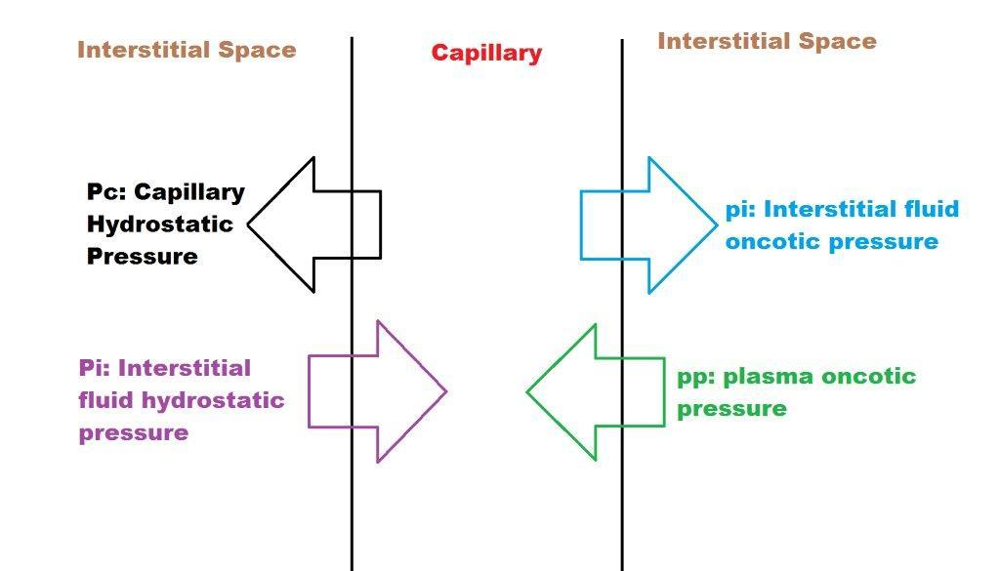 Interstitial Space
Capillary
Interstitial Space
Pc: Capillary
Hydrostatic
Pressure
pi: Interstitial fluid
oncotic pressure
Pi: Interstitial
fluid hydrostatic
pressure
pp: plasma oncotic
pressure